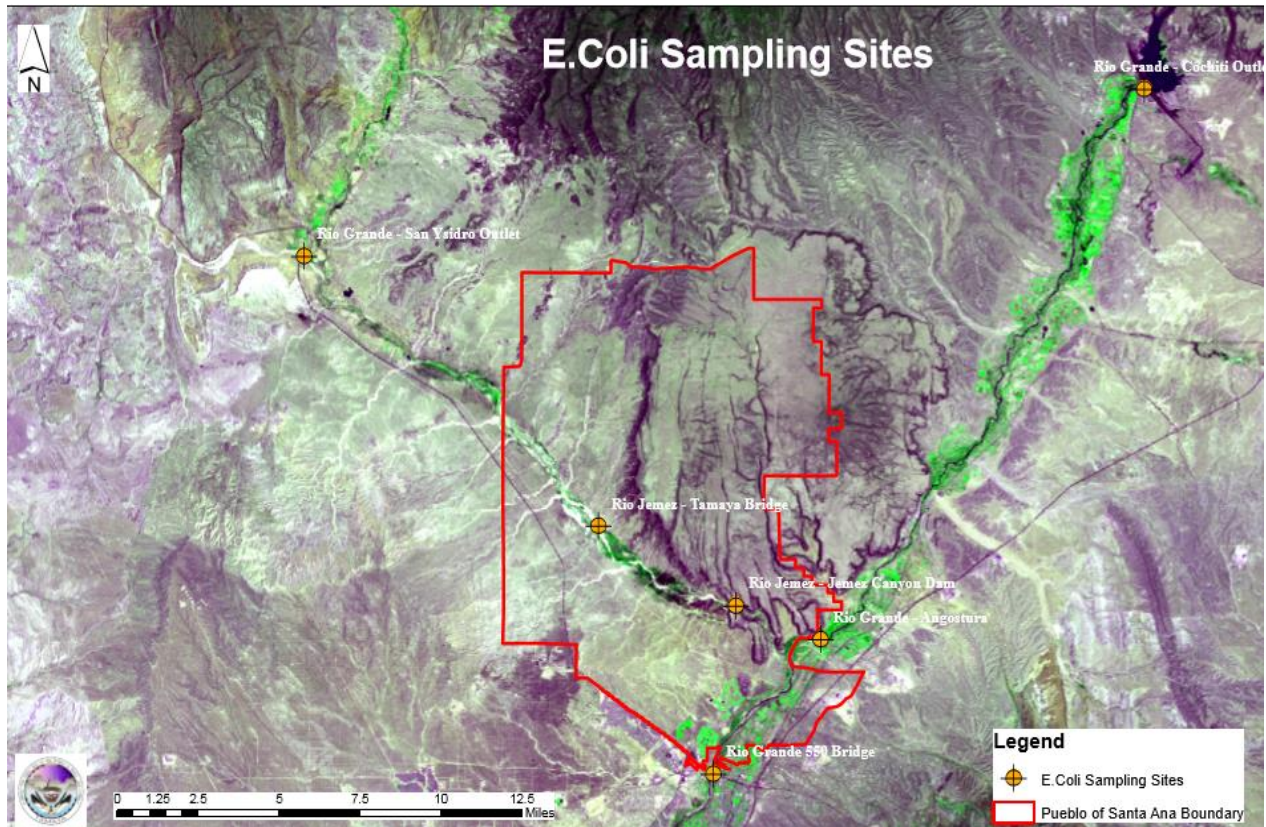 E.Coli Sampling Sites
N
Rio Grande - Cochiti Outle
Rio Grande - San Ysidro Outlet
Rio Jemez - Tamaya Bridge
Rio Jemez - Jemez Canyon Dam
Rio Grande - Angostura
Rio Grande 550 Bridge
Legend
E.Coli Sampling Sites
Pueblo of Santa Ana Boundary
0 1.25 2.5 5 7.5 10 12.5
Miles